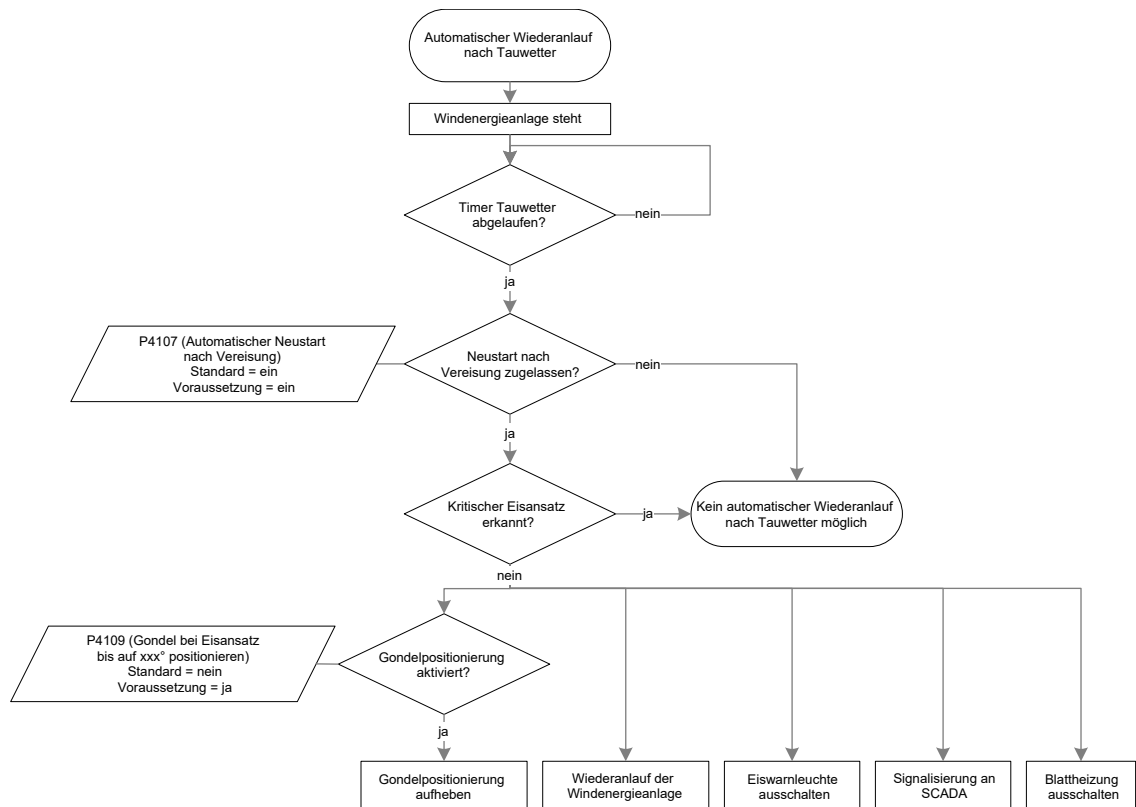 Automatischer Wiederanlauf
nach Tauwetter
Windenergieanlage steht
Timer Tauwetter
abgelaufen?
nein
ja
P4107 (Automatischer Neustart
nach Vereisung)
Standard = ein
Voraussetzung = ein
Neustart nach
Vereisung zugelassen?
nein
ja
Kritischer Eisansatz
erkannt?
ja
Kein automatischer Wiederanlauf
nach Tauwetter möglich
nein
P4109 (Gondel bei Eisansatz
bis auf xxx° positionieren)
Standard = nein
Voraussetzung = ja
Gondelpositionierung
aktiviert?
ja
Gondelpositionierung
aufheben
Wiederanlauf der
Windenergieanlage
Eiswarnleuchte
ausschalten
Signalisierung an
SCADA
Blattheizung
ausschalten